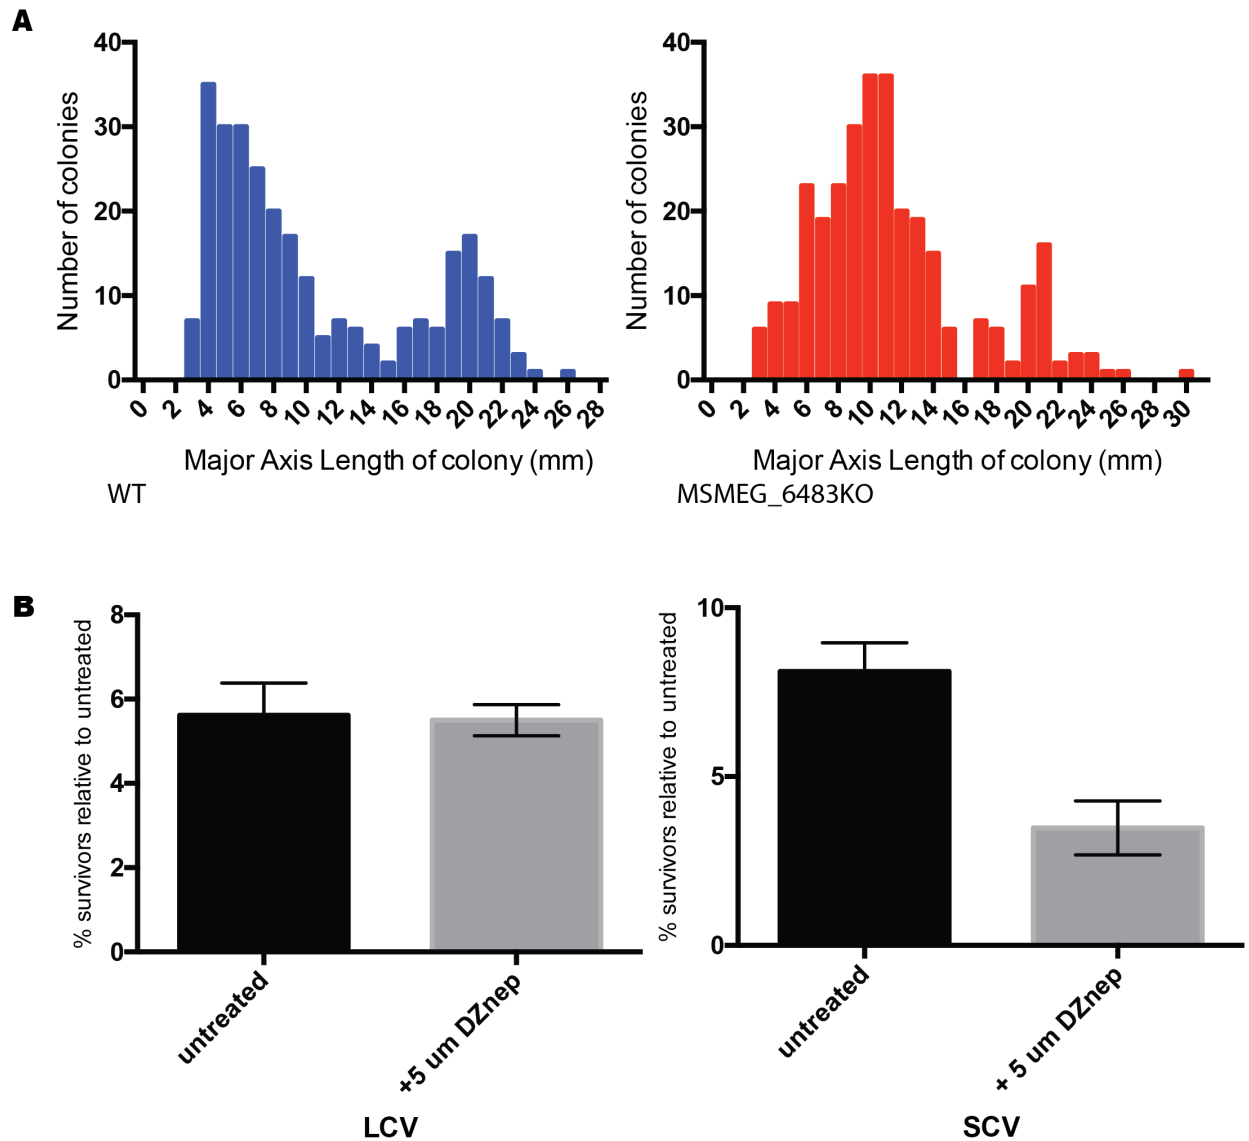 A
40
30
20
10
0
Number of colonies
0 2 4 6 8 10 12 14 16 18 20 22 24 26 28
Major Axis Length of colony (mm)
WT
40
30
20
10
0
Number of colonies
0 2 4 6 8 10 12 14 16 18 20 22 24 26 28 30
Major Axis Length of colony (mm)
MSMEG_6483KO
B
8
6
4
2
0
% survivors relative to untreated
untreated
+5 um DZnep
LCV
10
5
0
% survivors relative to untreated
untreated
+ 5 um DZnep
SCV